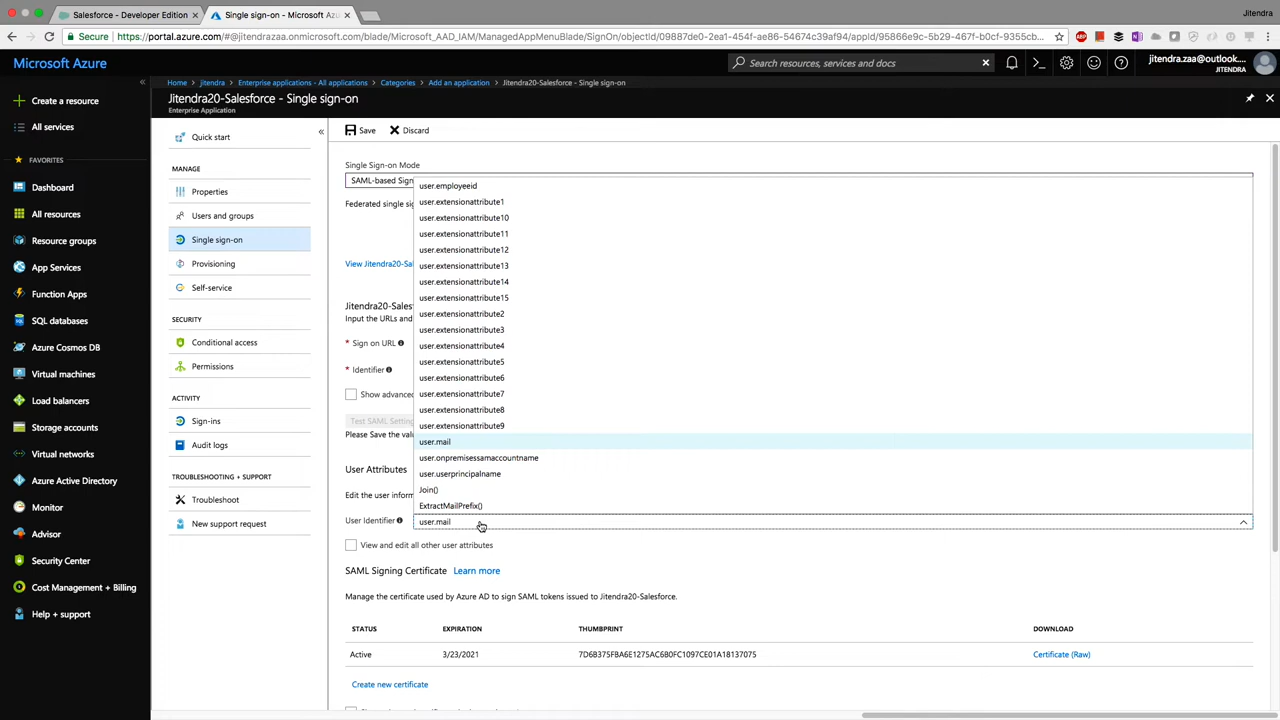 Salesforce - Developer Edition
Single sign-on - Microsoft Azu
Jitendra
Secure
https://portal.azure.com/#@jitendrazaa.onmicrosoft.com/blade/Microsoft_AAD_IAM/ManagedAppMenuBlade/SignOn/objectId/09887de0-2ea1-454f-ae86-54674c39af94/appId/95866e9c-5b29-467f-b0cf-9355cb...
Microsoft Azure
Search resources, services and docs
jitendra.zaa@outlook....
JITENDRA
Home
jitendra
Enterprise applications - All applications
Categories
Add an application
Jitendra20-Salesforce - Single sign-on
Jitendra20-Salesforce - Single sign-on
Enterprise Application
Create a resource
All services
FAVORITES
Dashboard
All resources
Resource groups
App Services
Function Apps
SQL databases
Azure Cosmos DB
Virtual machines
Load balancers
Storage accounts
Virtual networks
Azure Active Directory
Monitor
Advisor
Security Center
Cost Management + Billing
Help + support
Quick start
MANAGE
Properties
Users and groups
Single sign-on
Provisioning
Self-service
SECURITY
Conditional access
Permissions
ACTIVITY
Sign-ins
Audit logs
TROUBLESHOOTING + SUPPORT
Troubleshoot
New support request
Save
Discard
Single Sign-on Mode
SAML-based Sign
Federated single sig
View Jitendra20-Sal
Jitendra20-Salesf
Input the URLs and
* Sign on URL
* Identifier
Show advanced
Test SAML Setting
Please Save the valu
User Attributes
Edit the user inform
User Identifier
user.employeeid
user.extensionattribute1
user.extensionattribute10
user.extensionattribute11
user.extensionattribute12
user.extensionattribute13
user.extensionattribute14
user.extensionattribute15
user.extensionattribute2
user.extensionattribute3
user.extensionattribute4
user.extensionattribute5
user.extensionattribute6
user.extensionattribute7
user.extensionattribute8
user.extensionattribute9
user.mail
user.onpremisessamaccountname
user.userprincipalname
Join()
ExtractMailPrefix()
user.mail
View and edit all other user attributes
SAML Signing Certificate Learn more
Manage the certificate used by Azure AD to sign SAML tokens issued to Jitendra20-Salesforce.
STATUS EXPIRATION THUMBPRINT DOWNLOAD
Active 3/23/2021 7D6B375FBA6E1275AC6B0FC1097CE01A18137075 Certificate (Raw)
Create new certificate